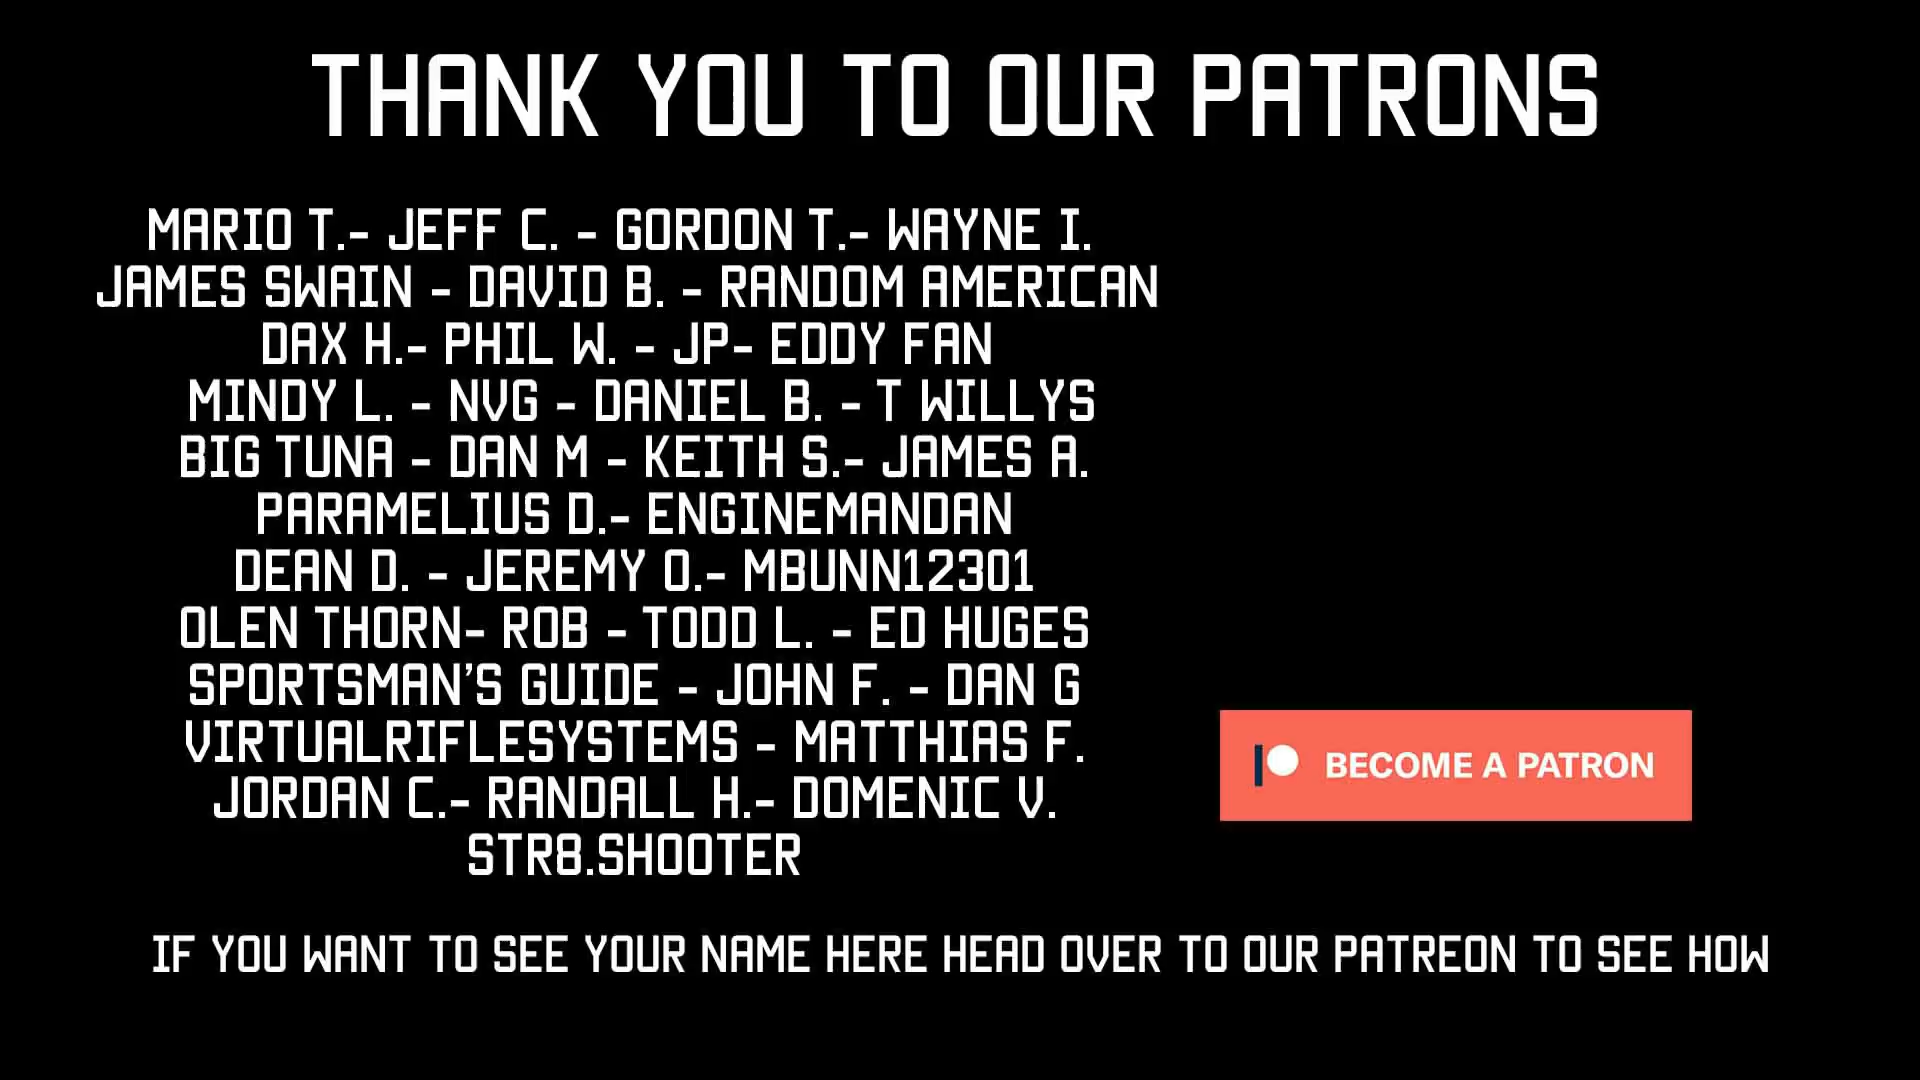 THANK YOU TO OUR PATRONS
MARIO T.- JEFF C. - GORDON T.- WAYNE I.
JAMES SWAIN - DAVID B. - RANDOM AMERICAN
DAX H.- PHIL W. - JP- EDDY FAN
MINDY L. - NVG - DANIEL B. - T WILLYS
BIG TUNA - DAN M - KEITH S.- JAMES A.
PARAMELIUS D.- ENGINEMANDAN
DEAN D. - JEREMY O.- MBUNN12301
OLEN THORN- ROB - TODD L. - ED HUGES
SPORTSMAN'S GUIDE - JOHN F. - DAN G
VIRTUALRIFLESYSTEMS - MATTHIAS F.
JORDAN C.- RANDALL H.- DOMENIC V.
STR8.SHOOTER
BECOME A PATRON
IF YOU WANT TO SEE YOUR NAME HERE HEAD OVER TO OUR PATREON TO SEE HOW